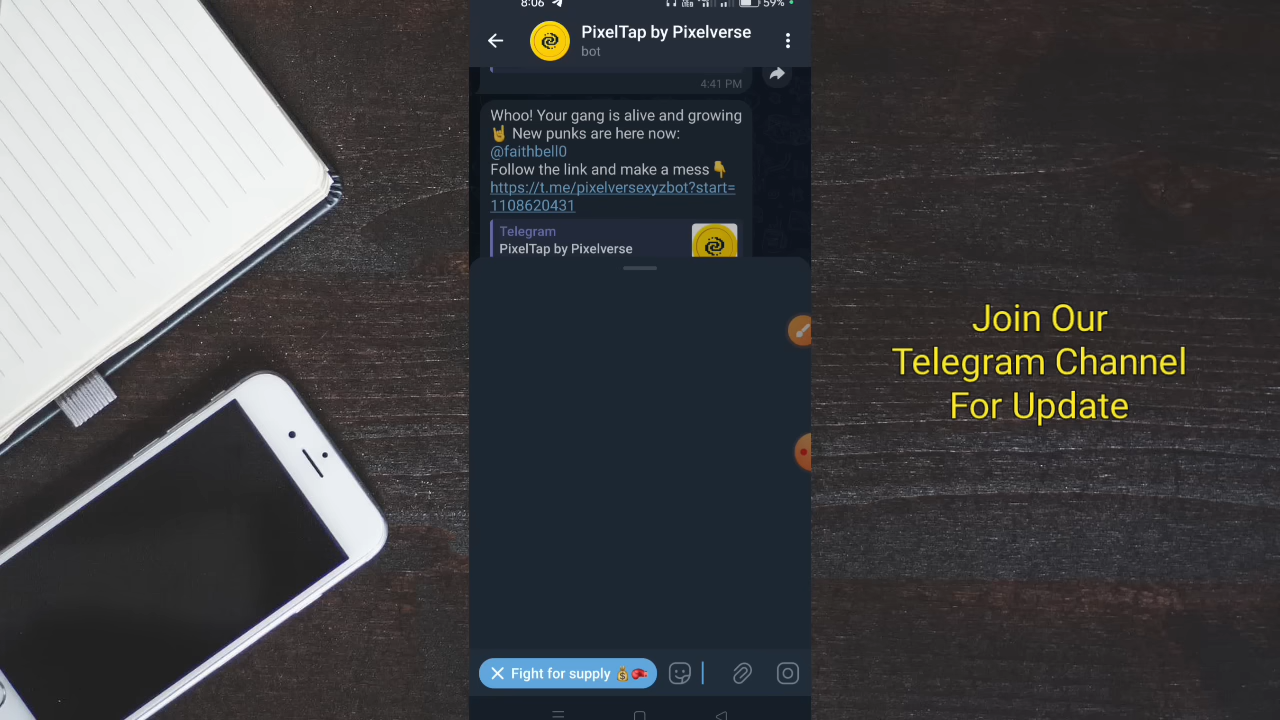 8:06
59%
PixelTap by Pixelverse
bot
4:41 PM
Whoo! Your gang is alive and growing
🤘 New punks are here now:
@faithbell0
Follow the link and make a mess👇
https://t.me/pixelversexyzbot?start=
1108620431
Telegram
PixelTap by Pixelverse
Fight for supply 💰🥊
Join Our
Telegram Channel
For Update